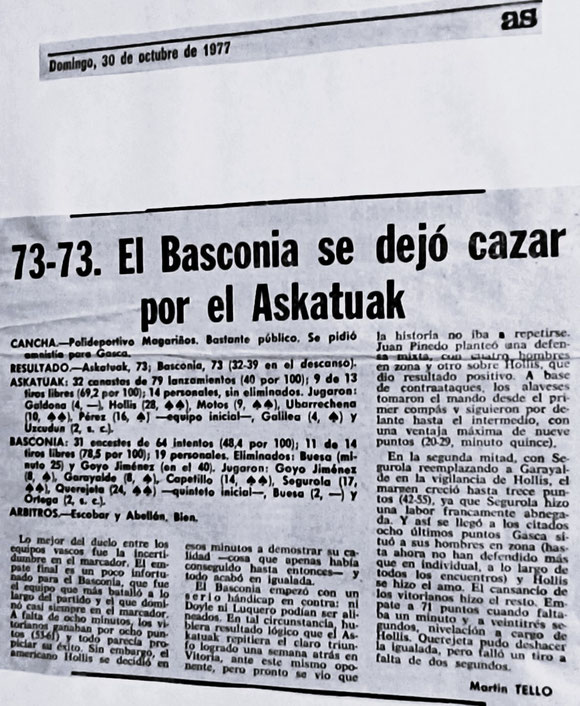 as
Domingo, 30 de octubre de 1977
73-73. El Basconia se dejó cazar
por el Askatuak
CANCHA.—Polideportivo Magariños. Bastante público. Se pidió
amnistía para Gasca.
RESULTADO.—Askatuak, 73; Basconia, 73 (32-39 en el descanso).
ASKATUAK: 32 canastas de 79 lanzamientos (40 por 100); 9 de 13
tiros libres (69,2 por 100); 14 personales, sin eliminados. Jugaron:
Galdona (4, —), Hollis (28, ♠♠), Motos (9, ♠♠), Ubarrechena
(10, ♠♠), Pérez (16, ♠) —equipo inicial—, Galilea (4, ♠) y
Uzcudun (2, s. c.).
BASCONIA: 31 encestes de 64 intentos (48,4 por 100); 11 de 14
tiros libres (78,5 por 100); 19 personales. Eliminados: Buesa (mi-
nuto 25) y Goyo Jiménez (en el 40). Jugaron: Goyo Jiménez
(8, ♠), Garayalde (8, ♠), Capetillo (14, ♠♠), Segurola (17,
♠♠), Querejeta (24, ♠♠) —quinteto inicial—, Buesa (2, —) y
Ortega (2, s. c.).
ARBITROS.—Escobar y Abellán. Bien.
Lo mejor del duelo entre los
equipos vascos fue la incerti-
dumbre en el marcador. El em-
pate final es un poco infortu-
nado para el Basconia, que fue
el equipo que más batalló a lo
largo del partido y el que domi-
nó casi siempre en el marcador.
A falta de ocho minutos, los vi-
torianos ganaban por ocho pun-
tos (53-61) y todo parecía pro-
piciar su éxito. Sin embargo, el
americano Hollis se decidió en
esos minutos a demostrar su ca-
lidad —cosa que apenas había
conseguido hasta entonces— y
todo acabó en igualada.
El Basconia empezó con un
serio hándicap en contra: ni
Doyle ni Luquero podían ser ali-
neados. En tal circunstancia, hu-
biera resultado lógico que el As-
katuak repitiera el claro triun-
fo logrado una semana atrás en
Vitoria, ante este mismo opo-
nente, pero pronto se vio que
la historia no iba a repetirse.
Juan Pinedo planteó una defen-
sa mixta, con cuatro hombres
en zona y otro sobre Hollis, que
dio resultado positivo. A base
de contraataques, los alaveses
tomaron el mando desde el pri-
mer compás y siguieron por de-
lante hasta el intermedio, con
una ventaja máxima de nueve
puntos (20-29, minuto quince).
En la segunda mitad, con Se-
gurola reemplazando a Garayal-
de en la vigilancia de Hollis, el
margen creció hasta trece pun-
tos (42-55), ya que Segurola hizo
una labor francamente abnega-
da. Y así se llegó a los citados
ocho últimos puntos Gasca si-
tuó a sus hombres en zona (has-
ta ahora no han defendido más
que en individual, a lo largo de
todos los encuentros) y Hollis
se hizo el amo. El cansancio de
los vitorianos hizo el resto. Em-
pate a 71 puntos cuando falta-
ba un minuto y a veintitrés se-
gundos, nivelación a cargo de
Hollis. Querejeta pudo deshacer
la igualada, pero falló un tiro a
falta de dos segundos.
Martin TELLO